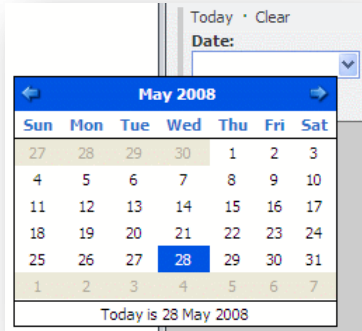 Today · Clear
Date:
May 2008
Sun Mon Tue Wed Thu Fri Sat
27 28 29 30 1 2 3
4 5 6 7 8 9 10
11 12 13 14 15 16 17
18 19 20 21 22 23 24
25 26 27 28 29 30 31
1 2 3 4 5 6 7
Today is 28 May 2008